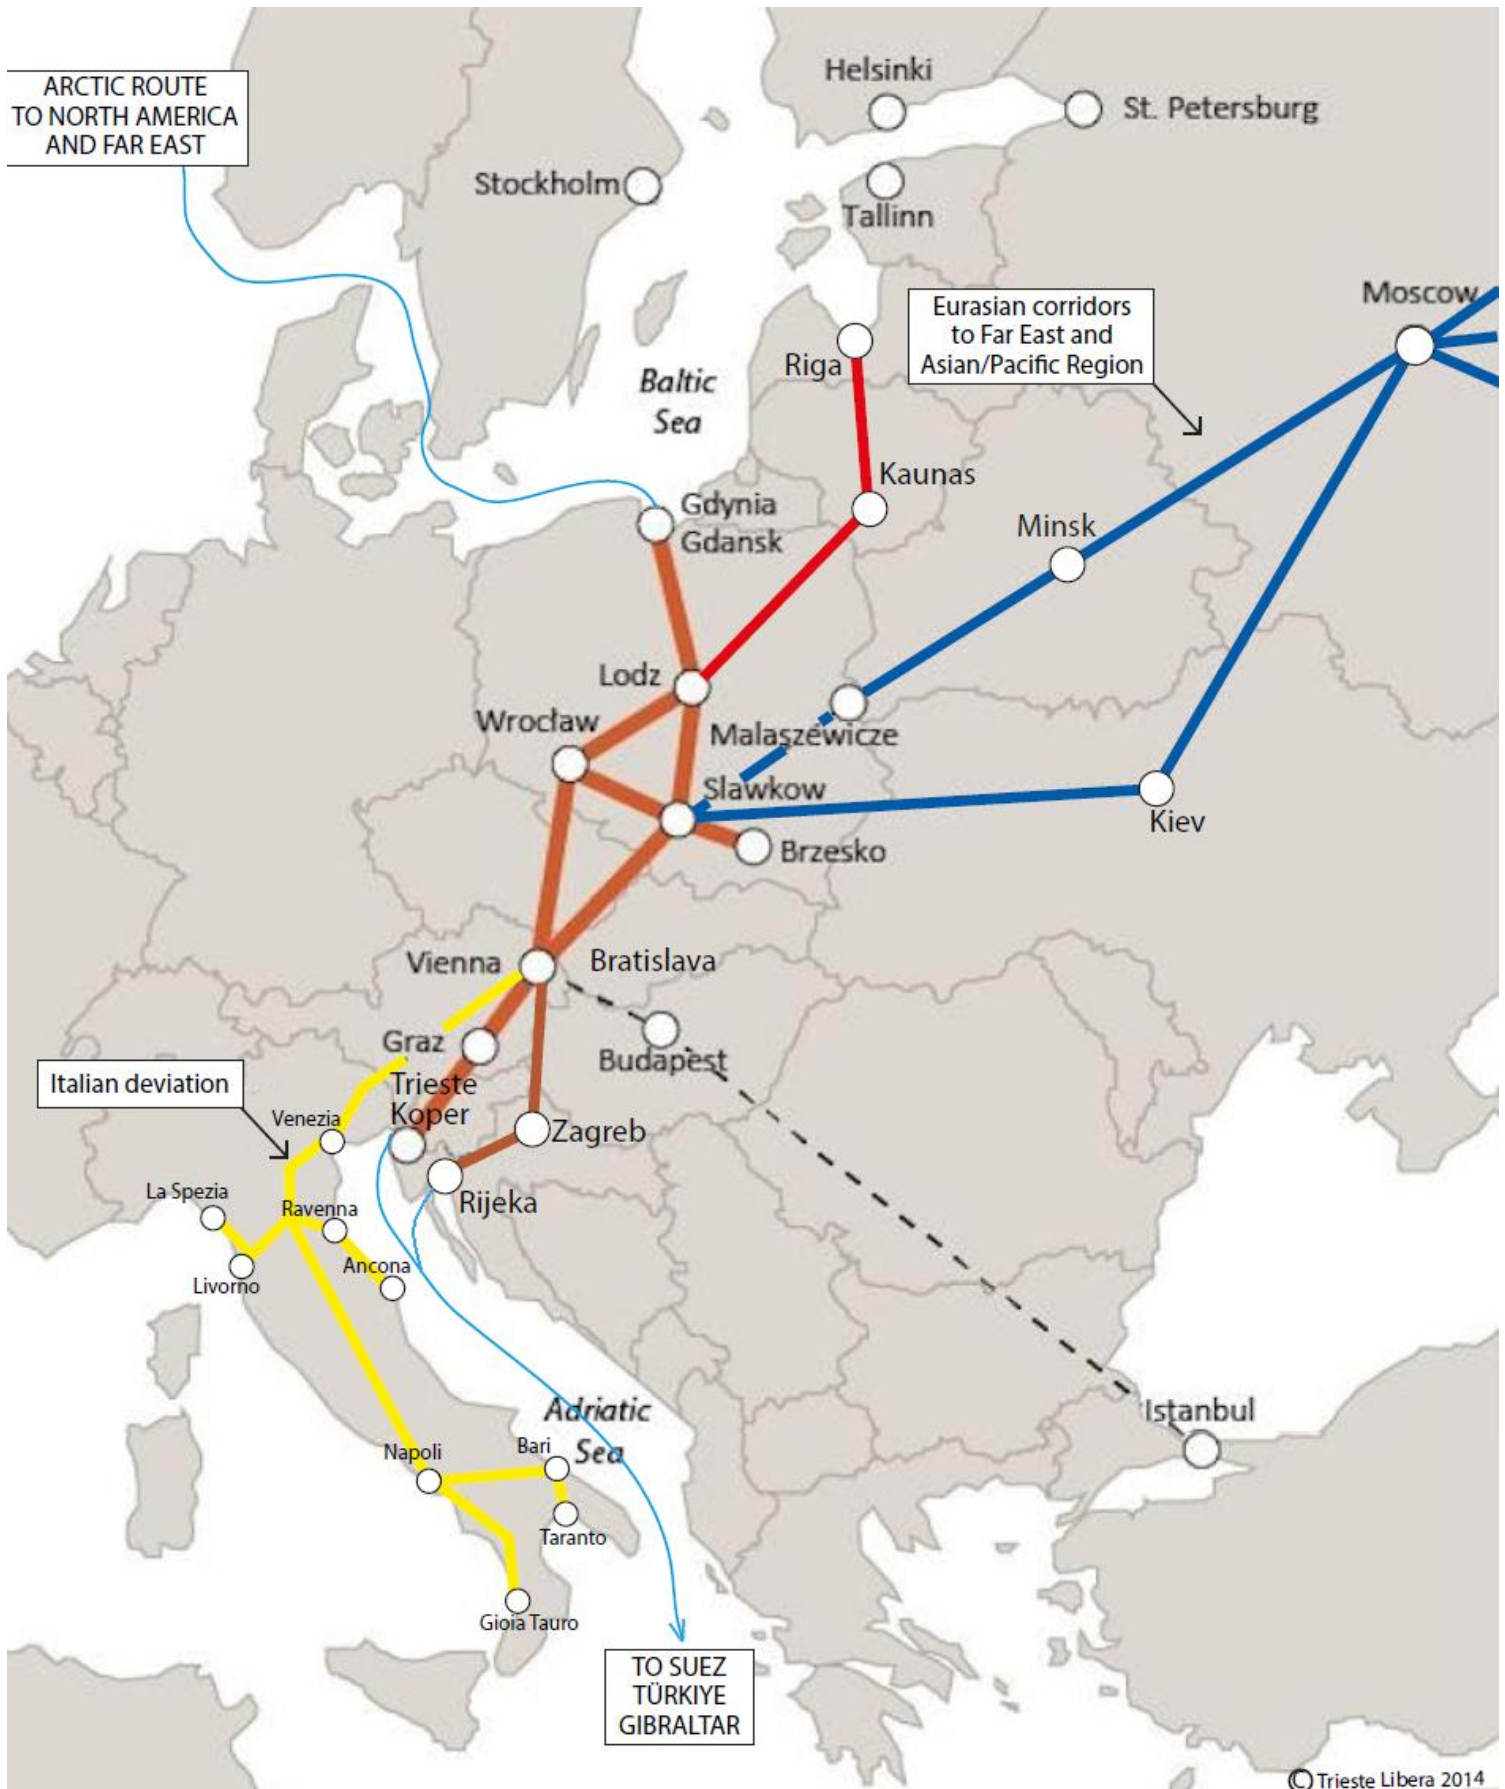 ARCTIC ROUTE
TO NORTH AMERICA
AND FAR EAST
Helsinki
St. Petersburg
Stockholm
Tallinn
Moscow
Eurasian corridors
to Far East and
Asian/Pacific Region
Riga
Baltic
Sea
Kaunas
Gdynia
Gdansk
Minsk
Lodz
Wrocław
Malaszewicze
Slawkow
Kiev
Brzesko
Vienna
Bratislava
Graz
Budapest
Italian deviation
Trieste
Koper
Venezia
Zagreb
La Spezia
Ravenna
Rijeka
Ancona
Livorno
Adriatic
Sea
Istanbul
Napoli
Bari
Taranto
Gioia Tauro
TO SUEZ
TÜRKIYE
GIBRALTAR
© Trieste Libera 2014